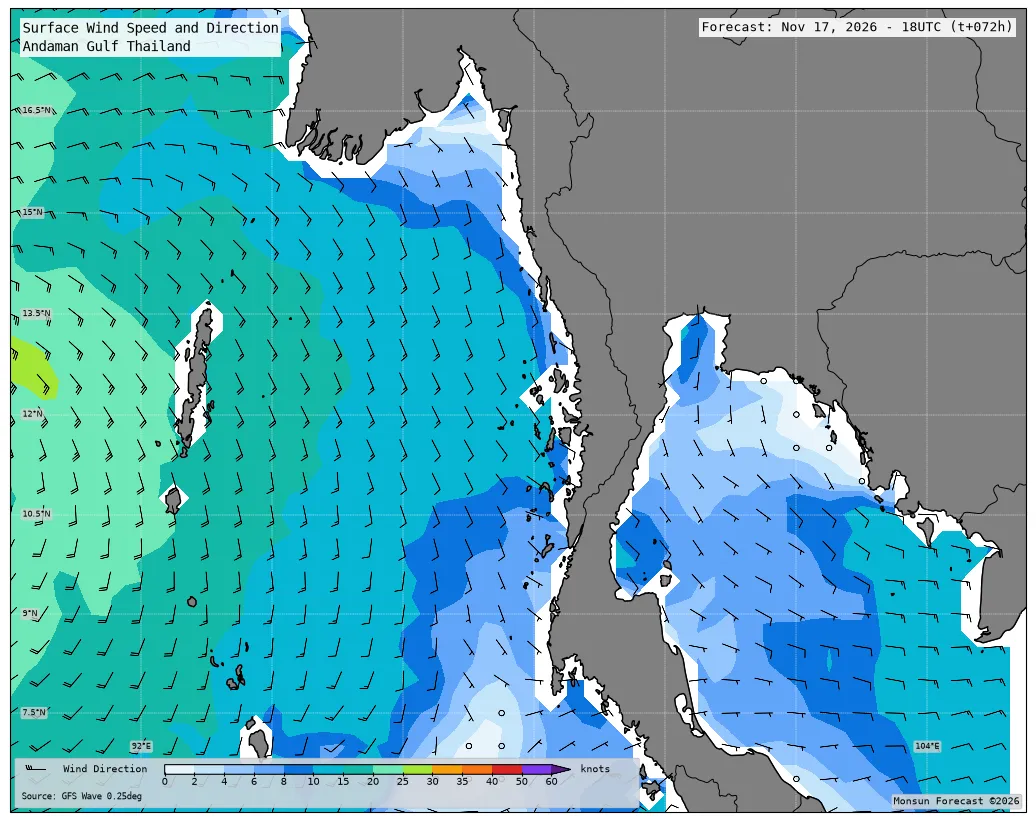 Surface Wind Speed and Direction
Andaman Gulf Thailand
Forecast: Nov 17, 2026 - 18UTC (t+072h)
16.5°N
15°N
13.5°N
12°N
10.5°N
9°N
7.5°N
92°E
104°E
Wind Direction
0 2 4 6 8 10 15 20 25 30 35 40 50 60 knots
Source: GFS Wave 0.25deg
Monsun Forecast ©2026